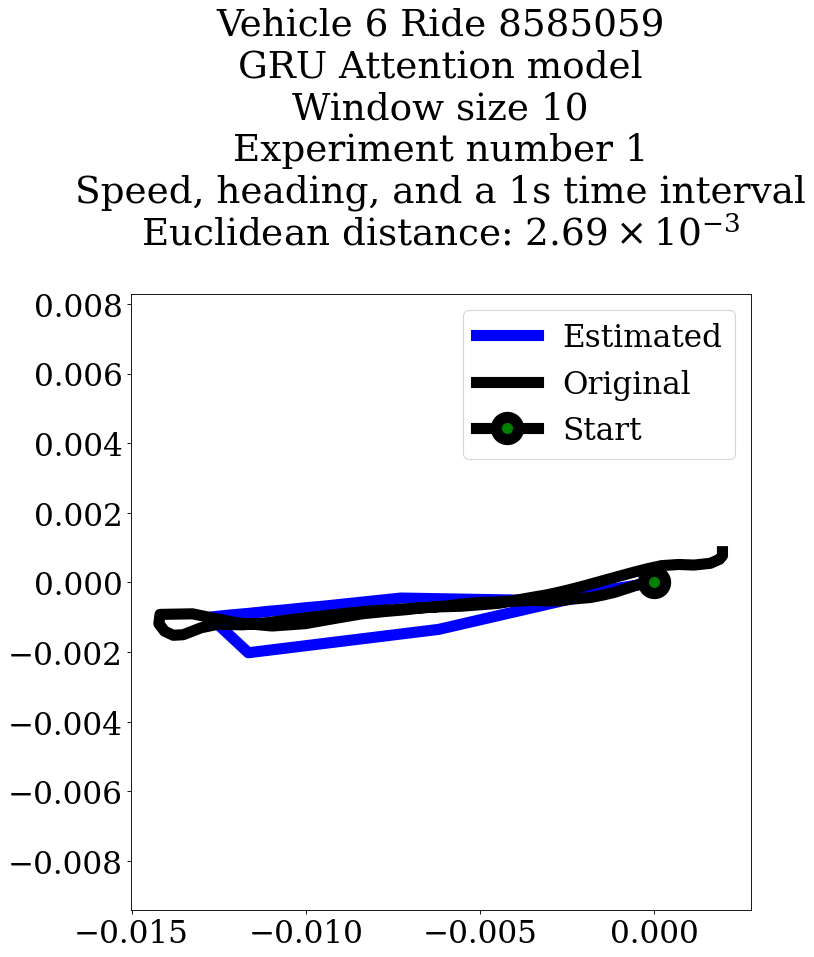 Vehicle 6 Ride 8585059
GRU Attention model
Window size 10
Experiment number 1
Speed, heading, and a 1s time interval
Euclidean distance: 2.69 × 10⁻³
Estimated
Original
Start
0.008
0.006
0.004
0.002
0.000
−0.002
−0.004
−0.006
−0.008
−0.015 −0.010 −0.005 0.000